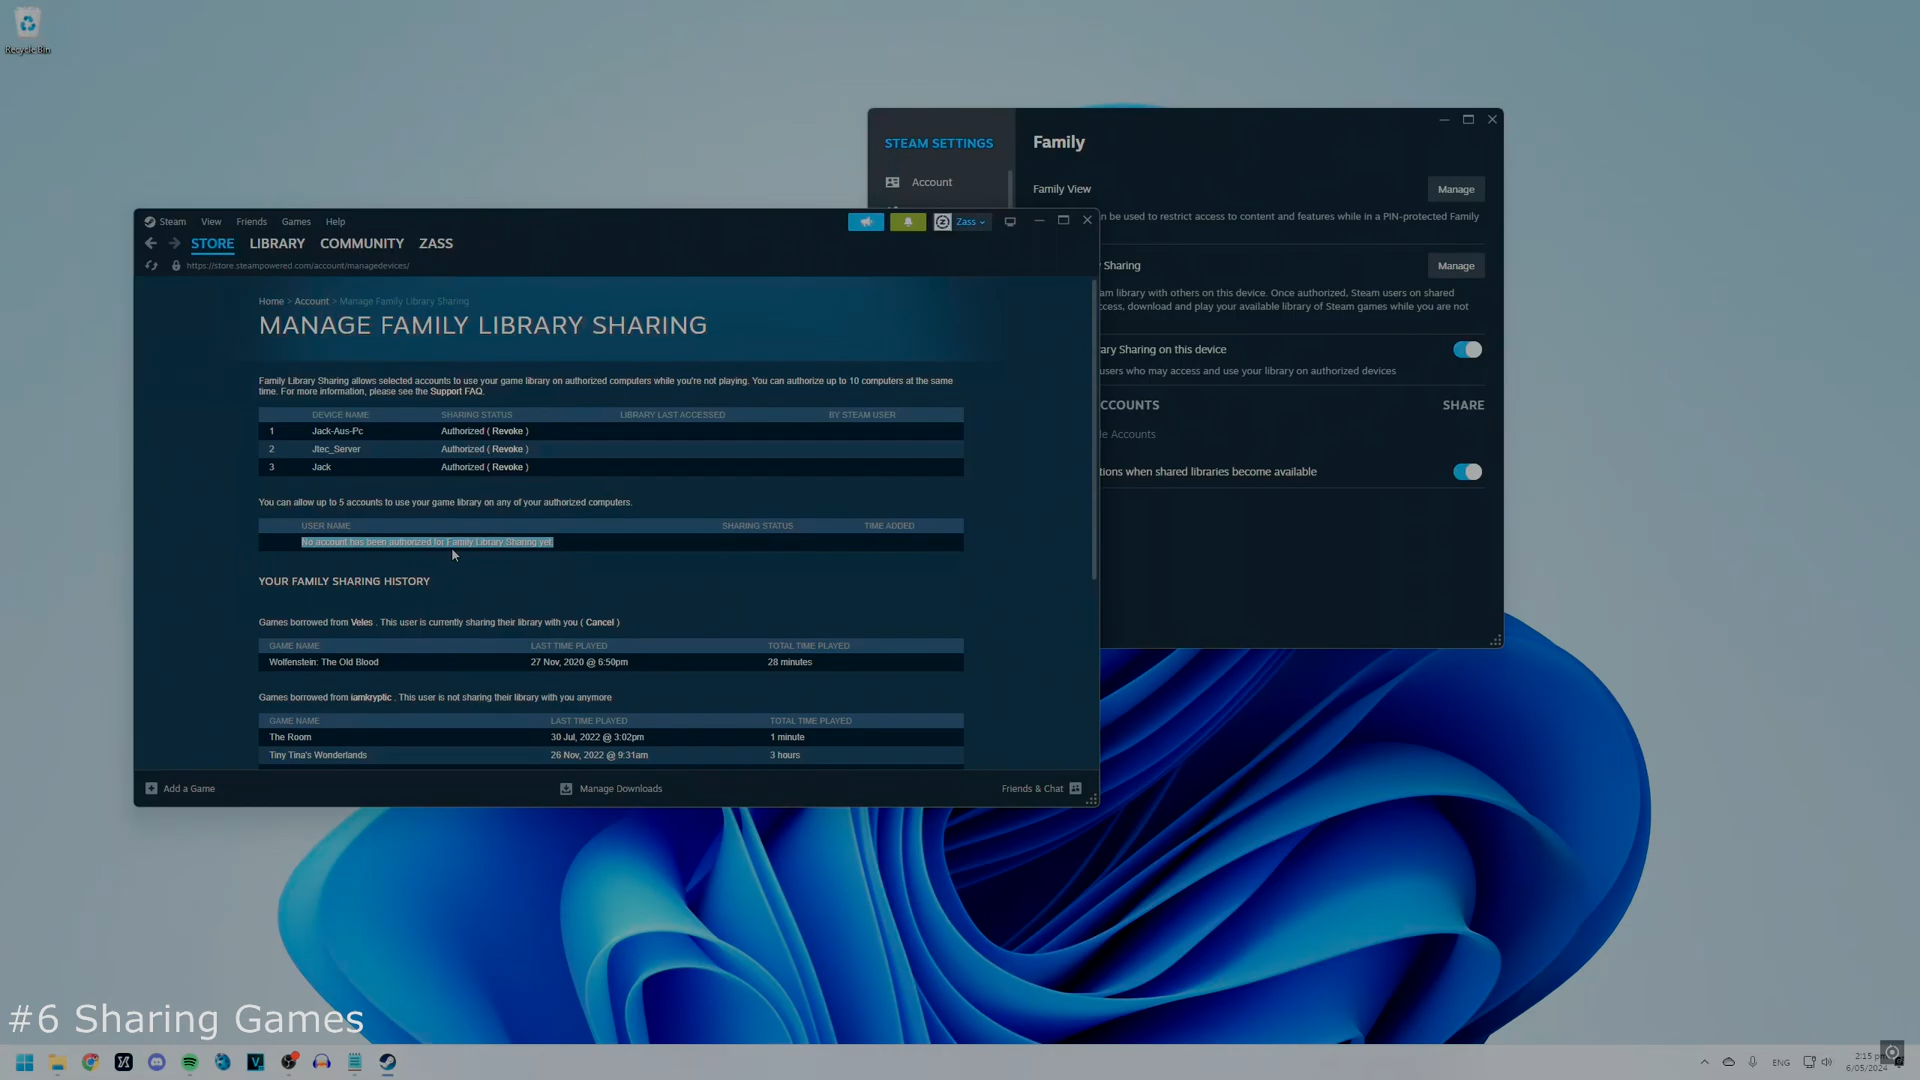 Recycle Bin
STEAM SETTINGS
Account
Family
Family View
Manage
n be used to restrict access to content and features while in a PIN-protected Family
y Sharing
Manage
am library with others on this device. Once authorized, Steam users on shared
cess, download and play your available library of Steam games while you are not
ary Sharing on this device
users who may access and use your library on authorized devices
CCOUNTS
SHARE
le Accounts
tions when shared libraries become available
Steam View Friends Games Help
Zass
STORE LIBRARY COMMUNITY ZASS
https://store.steampowered.com/account/managedevices/
Home > Account > Manage Family Library Sharing
MANAGE FAMILY LIBRARY SHARING
Family Library Sharing allows selected accounts to use your game library on authorized computers while you're not playing. You can authorize up to 10 computers at the same
time. For more information, please see the Support FAQ.
DEVICE NAME SHARING STATUS LIBRARY LAST ACCESSED BY STEAM USER
1 Jack-Aus-Pc Authorized ( Revoke )
2 Jtec_Server Authorized ( Revoke )
3 Jack Authorized ( Revoke )
You can allow up to 5 accounts to use your game library on any of your authorized computers.
USER NAME SHARING STATUS TIME ADDED
No account has been authorized for Family Library Sharing yet.
YOUR FAMILY SHARING HISTORY
Games borrowed from Veles . This user is currently sharing their library with you ( Cancel )
GAME NAME LAST TIME PLAYED TOTAL TIME PLAYED
Wolfenstein: The Old Blood 27 Nov, 2020 @ 6:50pm 28 minutes
Games borrowed from iamkryptic . This user is not sharing their library with you anymore
GAME NAME LAST TIME PLAYED TOTAL TIME PLAYED
The Room 30 Jul, 2022 @ 3:02pm 1 minute
Tiny Tina's Wonderlands 26 Nov, 2022 @ 9:31am 3 hours
Add a Game
Manage Downloads
Friends & Chat
#6 Sharing Games
ENG
2:15 p
6/05/2024